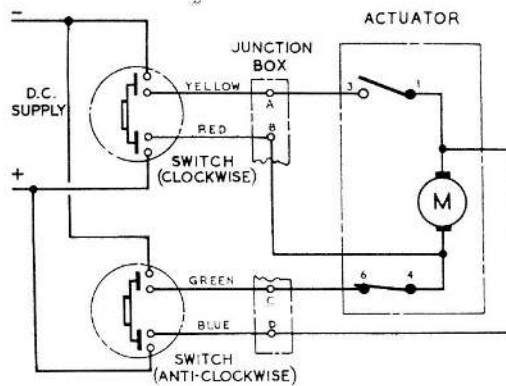 ACTUATOR
JUNCTION
BOX
−
D.C.
SUPPLY
+
YELLOW
A
3
1
RED
B
SWITCH
(CLOCKWISE)
M
GREEN
C
6
4
BLUE
D
SWITCH
(ANTI-CLOCKWISE)